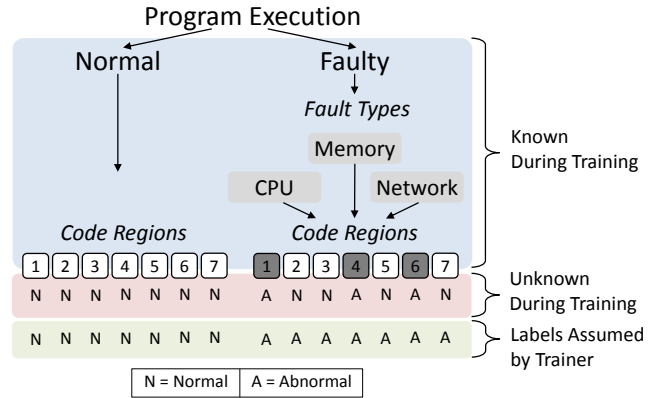 Program Execution
Normal
Faulty
Fault Types
Memory
CPU
Network
Known
During Training
Code Regions
Code Regions
1 2 3 4 5 6 7
1 2 3 4 5 6 7
N N N N N N N
A N N A N A N
Unknown
During Training
N N N N N N N
A A A A A A A
Labels Assumed
by Trainer
N = Normal
A = Abnormal